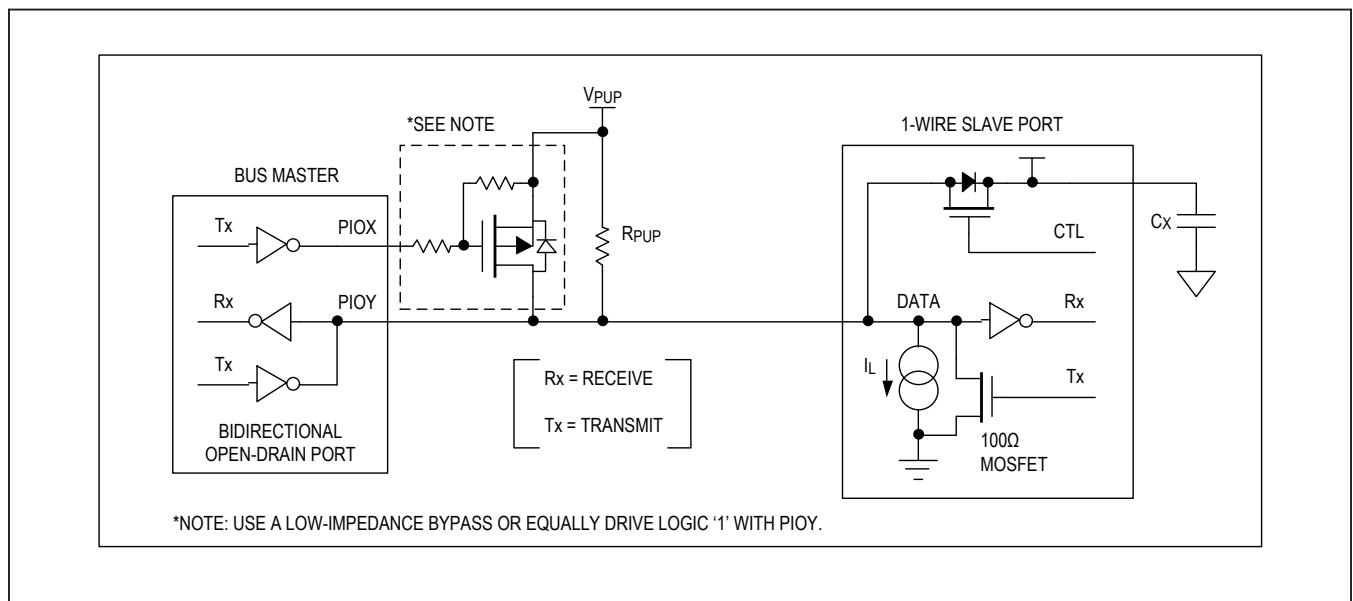 VPUP
*SEE NOTE
1-WIRE SLAVE PORT
BUS MASTER
Tx
PIOX
RPUP
CTL
CX
Rx
PIOY
DATA
Rx
Tx
IL
Tx
Rx = RECEIVE
Tx = TRANSMIT
BIDIRECTIONAL
OPEN-DRAIN PORT
100Ω
MOSFET
*NOTE: USE A LOW-IMPEDANCE BYPASS OR EQUALLY DRIVE LOGIC ‘1’ WITH PIOY.